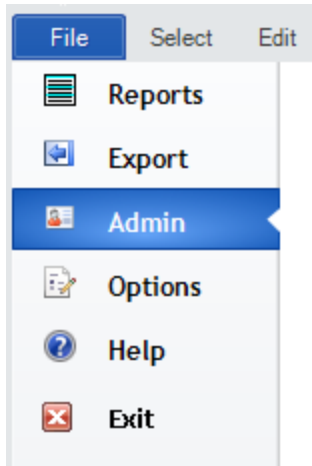 File Select Edit
Reports
Export
Admin
Options
Help
Exit